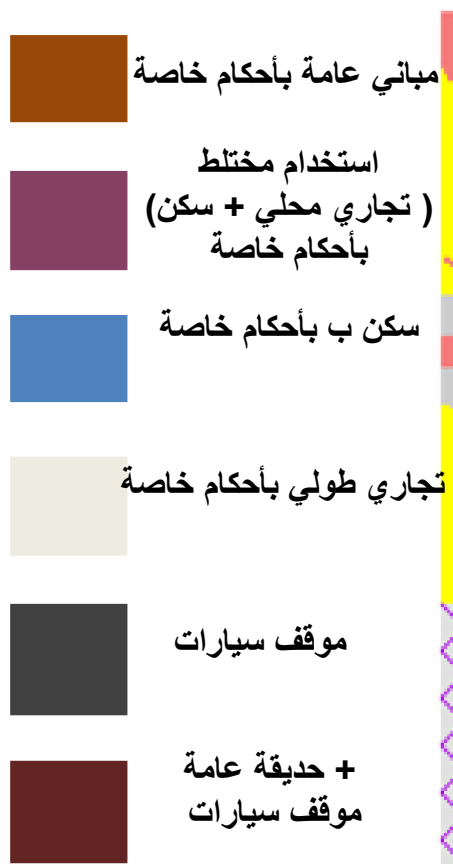 مباني عامة بأحكام خاصة
استخدام مختلط
( تجاري محلي + سكن)
بأحكام خاصة
سكن ب بأحكام خاصة
تجاري طولي بأحكام خاصة
موقف سيارات
+ حديقة عامة
موقف سيارات